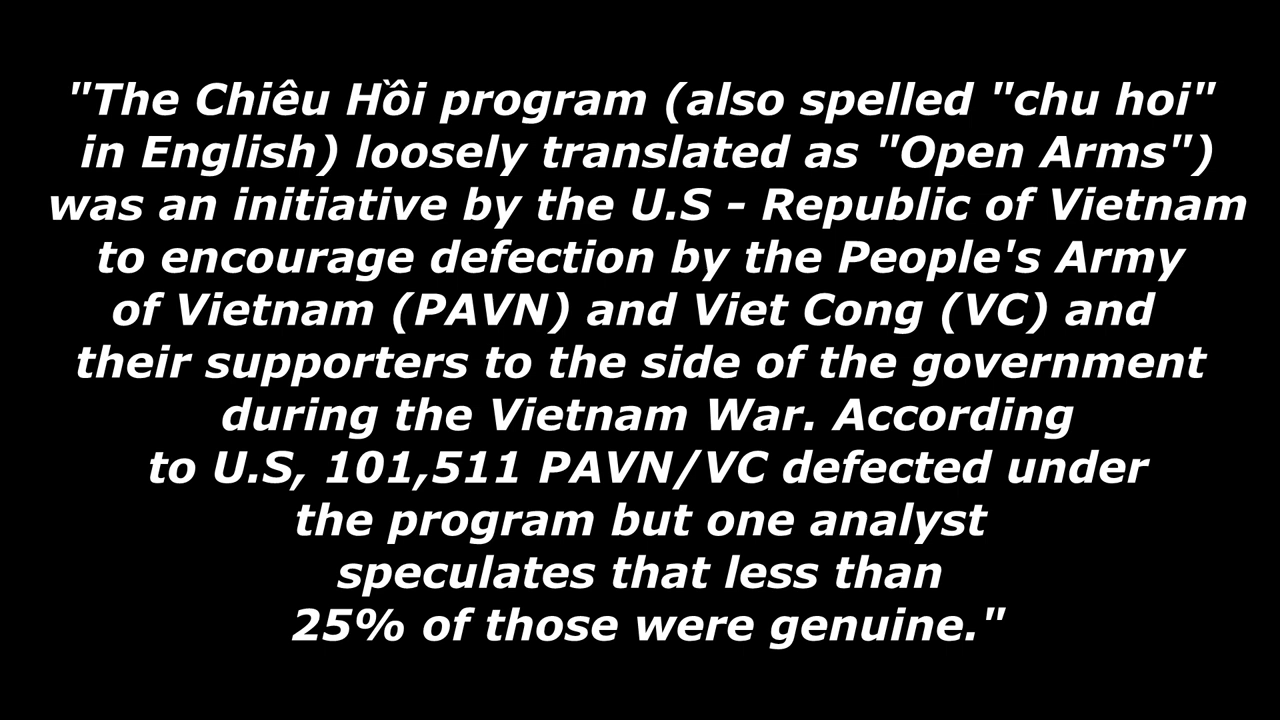 "The Chiêu Hồi program (also spelled "chu hoi"
in English) loosely translated as "Open Arms")
was an initiative by the U.S - Republic of Vietnam
to encourage defection by the People's Army
of Vietnam (PAVN) and Viet Cong (VC) and
their supporters to the side of the government
during the Vietnam War. According
to U.S, 101,511 PAVN/VC defected under
the program but one analyst
speculates that less than
25% of those were genuine."